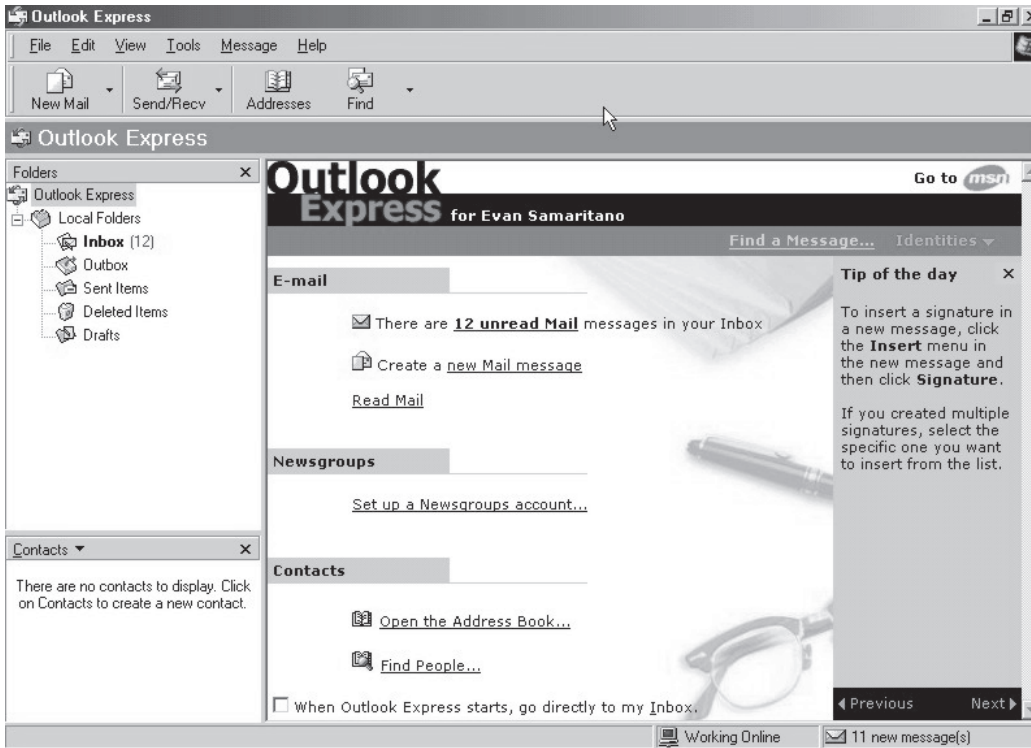 Outlook Express
File Edit View Tools Message Help
New Mail Send/Recv Addresses Find
Outlook Express
Folders
Outlook Express
Local Folders
Inbox (12)
Outbox
Sent Items
Deleted Items
Drafts
Contacts
There are no contacts to display. Click
on Contacts to create a new contact.
Outlook
Express for Evan Samaritano
Go to msn
Find a Message... Identities
E-mail
There are 12 unread Mail messages in your Inbox
Create a new Mail message
Read Mail
Newsgroups
Set up a Newsgroups account...
Contacts
Open the Address Book...
Find People...
When Outlook Express starts, go directly to my Inbox.
Tip of the day
To insert a signature in
a new message, click
the Insert menu in
the new message and
then click Signature.
If you created multiple
signatures, select the
specific one you want
to insert from the list.
Previous Next
Working Online 11 new message(s)